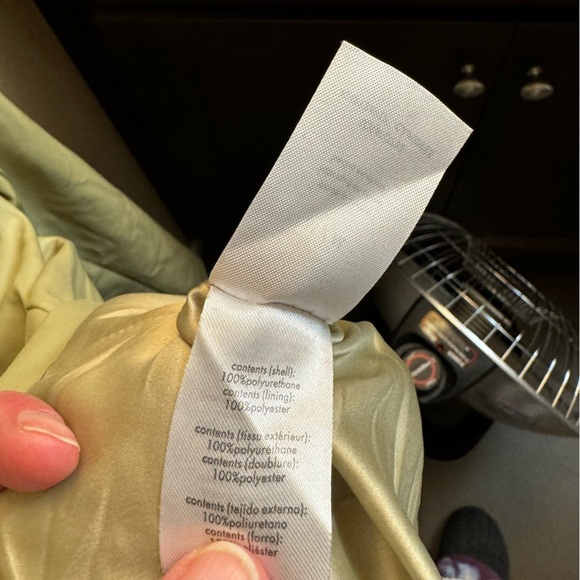 contents (shell):
100%polyurethane
contents (lining):
100%polyester
contents (tissu extérieur):
100%polyuréthane
contents (doublure):
100%polyester
contents (tejido externo):
100%poliuretano
contents (forro):